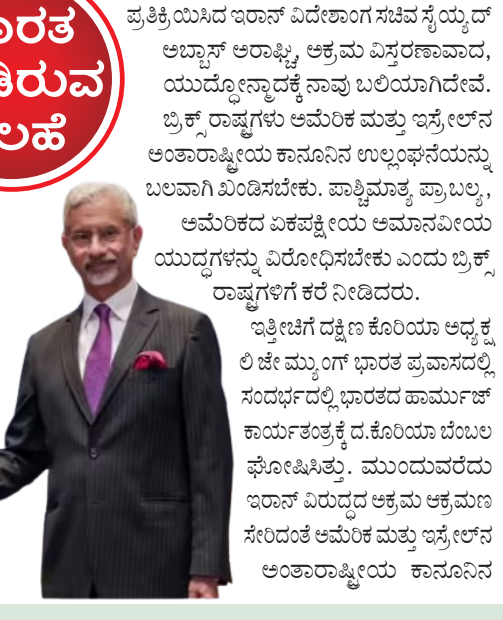 ಾರತ
ಡಿರುವ
ಲಹೆ
ಪ್ರತಿಕ್ರಿಯಿಸಿದ ಇರಾನ್ ವಿದೇಶಾಂಗ ಸಚಿವ ಸೈಯ್ಯದ್
ಅಬ್ಬಾಸ್ ಅರಾಘ್ಚಿ, ಅಕ್ರಮ ವಿಸ್ತರಣಾವಾದ,
ಯುದ್ಧೋನ್ಮಾದಕ್ಕೆ ನಾವು ಬಲಿಯಾಗಿದೇವೆ.
ಬ್ರಿಕ್ಸ್ ರಾಷ್ಟ್ರಗಳು ಅಮೆರಿಕ ಮತ್ತು ಇಸ್ರೇಲ್‌ನ
ಅಂತಾರಾಷ್ಟ್ರೀಯ ಕಾನೂನಿನ ಉಲ್ಲಂಘನೆಯನ್ನು
ಬಲವಾಗಿ ಖಂಡಿಸಬೇಕು. ಪಾಶ್ಚಿಮಾತ್ಯ ಪ್ರಾಬಲ್ಯ,
ಅಮೆರಿಕದ ಏಕಪಕ್ಷೀಯ ಅಮಾನವೀಯ
ಯುದ್ಧಗಳನ್ನು ವಿರೋಧಿಸಬೇಕು ಎಂದು ಬ್ರಿಕ್ಸ್
ರಾಷ್ಟ್ರಗಳಿಗೆ ಕರೆ ನೀಡಿದರು.
ಇತ್ತೀಚಿಗೆ ದಕ್ಷಿಣ ಕೊರಿಯಾ ಅಧ್ಯಕ್ಷ
ಲಿ ಜೇ ಮ್ಯುಂಗ್ ಭಾರತ ಪ್ರವಾಸದಲ್ಲಿ
ಸಂದರ್ಭದಲ್ಲಿ ಭಾರತದ ಹಾರ್ಮುಜ್
ಕಾರ್ಯತಂತ್ರಕ್ಕೆ ದ.ಕೊರಿಯಾ ಬೆಂಬಲ
ಘೋಷಿಸಿತ್ತು. ಮುಂದುವರೆದು
ಇರಾನ್ ವಿರುದ್ಧದ ಅಕ್ರಮ ಆಕ್ರಮಣ
ಸೇರಿದಂತೆ ಅಮೆರಿಕ ಮತ್ತು ಇಸ್ರೇಲ್‌ನ
ಅಂತಾರಾಷ್ಟ್ರೀಯ ಕಾನೂನಿನ